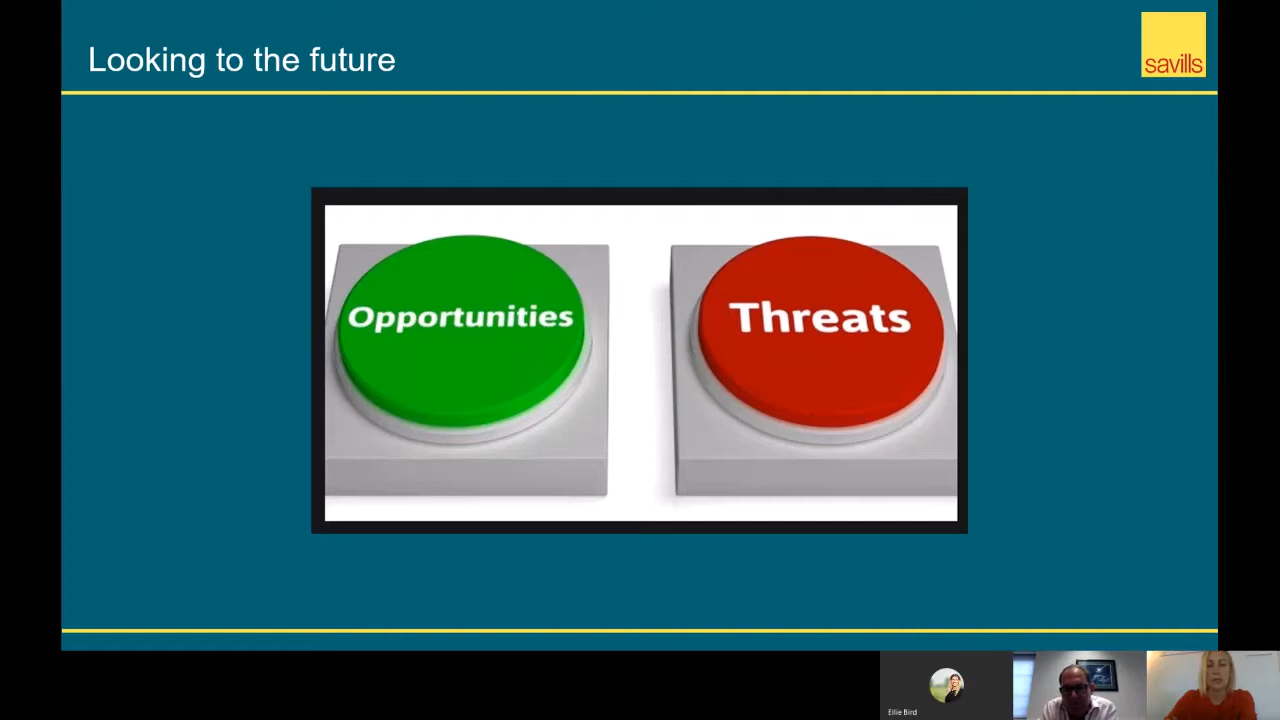 Looking to the future
savills
Opportunities
Threats
Ellie Bird